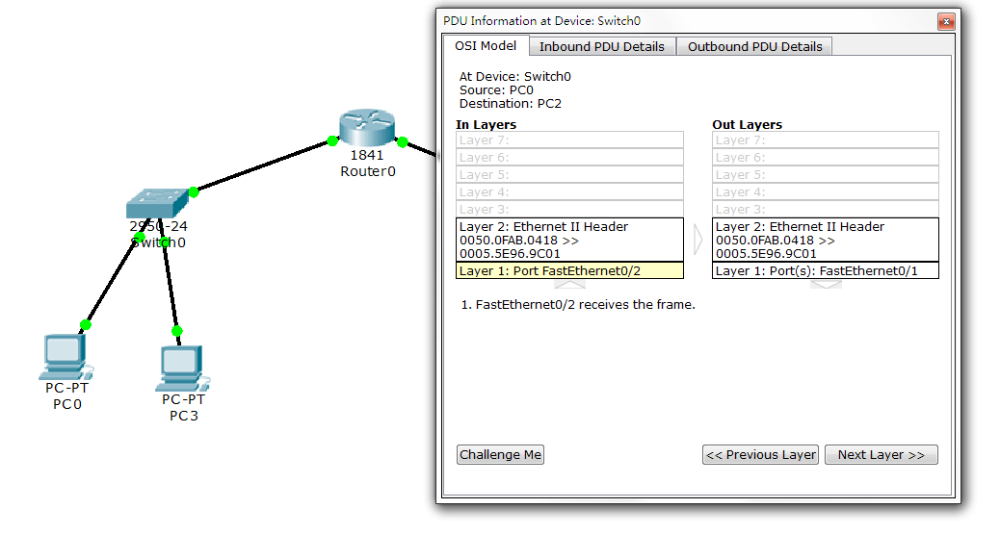 PDU Information at Device: Switch0
OSI Model
Inbound PDU Details
Outbound PDU Details
At Device: Switch0
Source: PC0
Destination: PC2
In Layers
Layer 7:
Layer 6:
Layer 5:
Layer 4:
Layer 3:
Layer 2: Ethernet II Header
0050.0FAB.0418 >>
0005.5E96.9C01
Layer 1: Port FastEthernet0/2
Out Layers
Layer 7:
Layer 6:
Layer 5:
Layer 4:
Layer 3:
Layer 2: Ethernet II Header
0050.0FAB.0418 >>
0005.5E96.9C01
Layer 1: Port(s): FastEthernet0/1
1. FastEthernet0/2 receives the frame.
Challenge Me
<< Previous Layer
Next Layer >>
1841
Router0
2950-24
Switch0
PC-PT
PC0
PC-PT
PC3